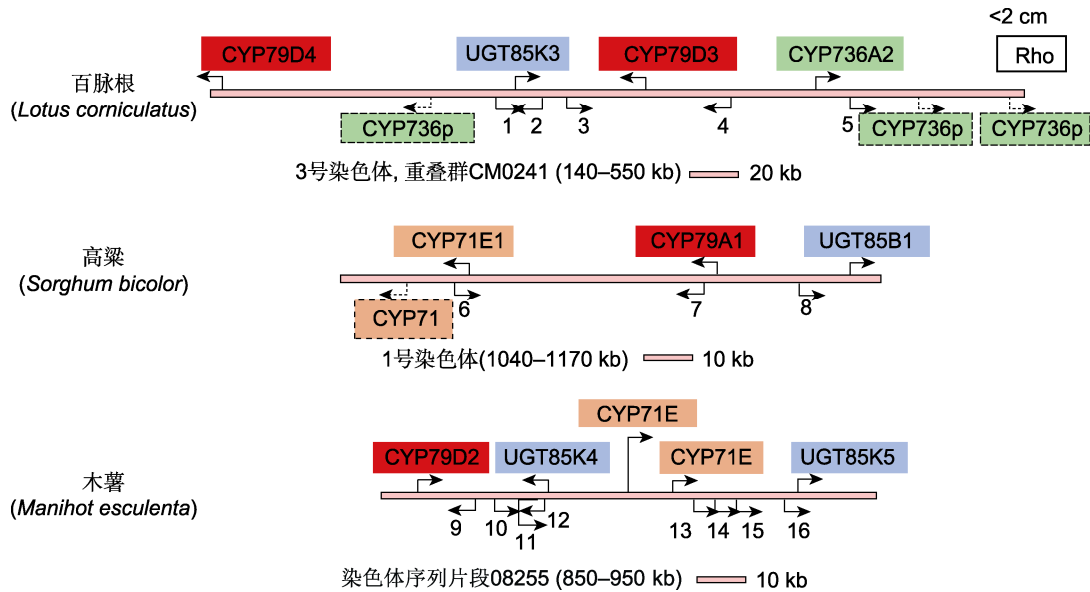 <2 cm
CYP79D4 UGT85K3 CYP79D3 CYP736A2 Rho
百脉根
(Lotus corniculatus)
CYP736p 1 2 3 4 5 CYP736p CYP736p
3号染色体, 重叠群CM0241 (140–550 kb) 20 kb
CYP71E1 CYP79A1 UGT85B1
高粱
(Sorghum bicolor)
CYP71 6 7 8
1号染色体(1040–1170 kb) 10 kb
CYP71E
CYP79D2 UGT85K4 CYP71E UGT85K5
木薯
(Manihot esculenta)
9 10 11 12 13 14 15 16
染色体序列片段08255 (850–950 kb) 10 kb